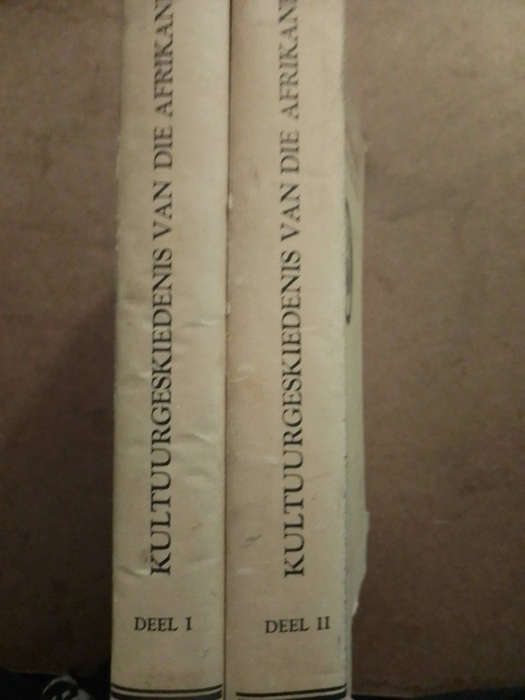 KULTUURGESKIEDENIS VAN DIE AFRIKAN
DEEL I
KULTUURGESKIEDENIS VAN DIE AFRIKAN
DEEL II